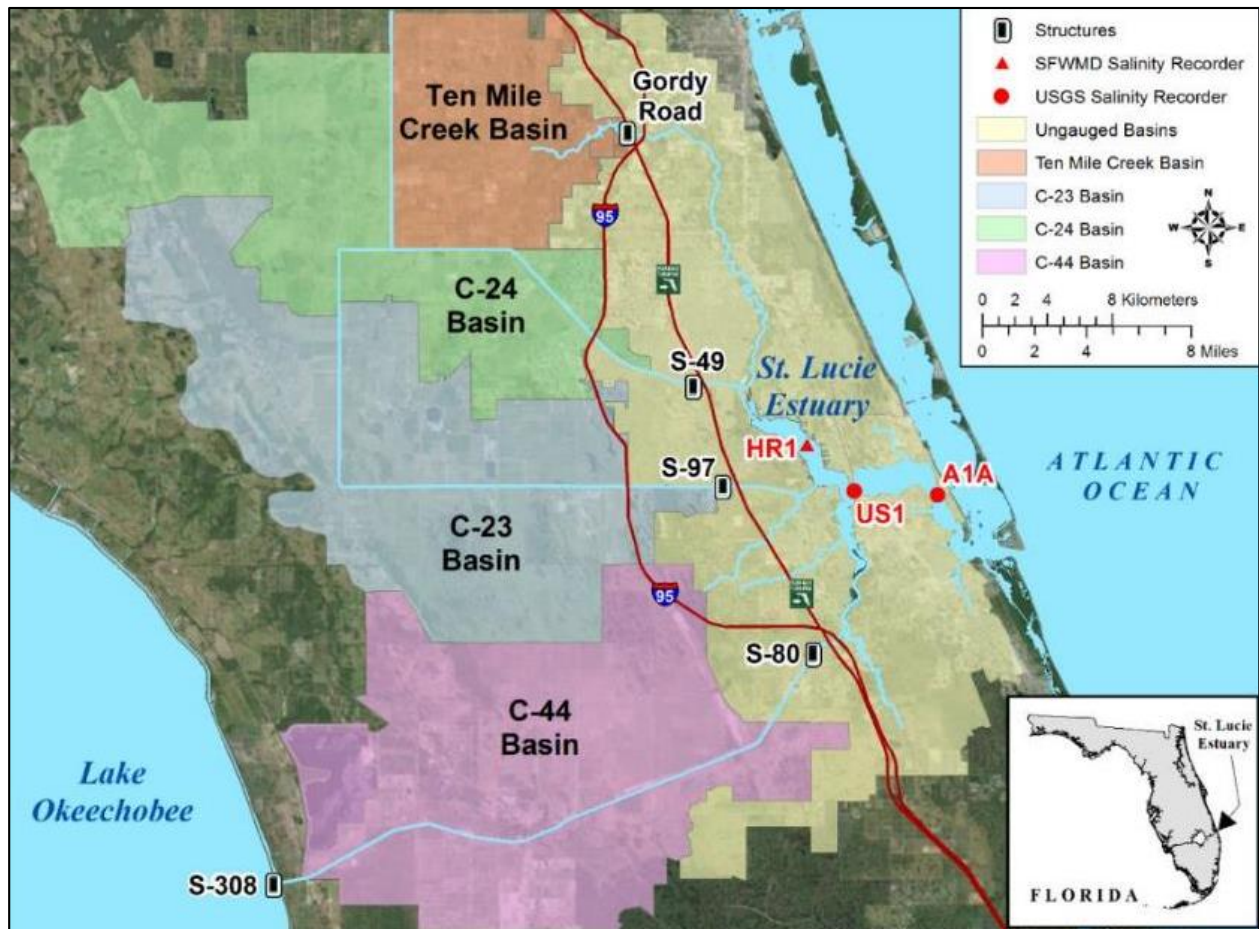 Structures
SFWMD Salinity Recorder
USGS Salinity Recorder
Ungauged Basins
Ten Mile Creek Basin
C-23 Basin
C-24 Basin
C-44 Basin
N
W
E
S
0 2 4 8 Kilometers
0 2 4 8 Miles
Gordy
Road
Ten Mile
Creek Basin
95
C-24
Basin
S-49
St. Lucie
Estuary
HR1
S-97
A1A
US1
ATLANTIC
OCEAN
C-23
Basin
95
S-80
C-44
Basin
Lake
Okeechobee
S-308
St. Lucie
Estuary
FLORIDA